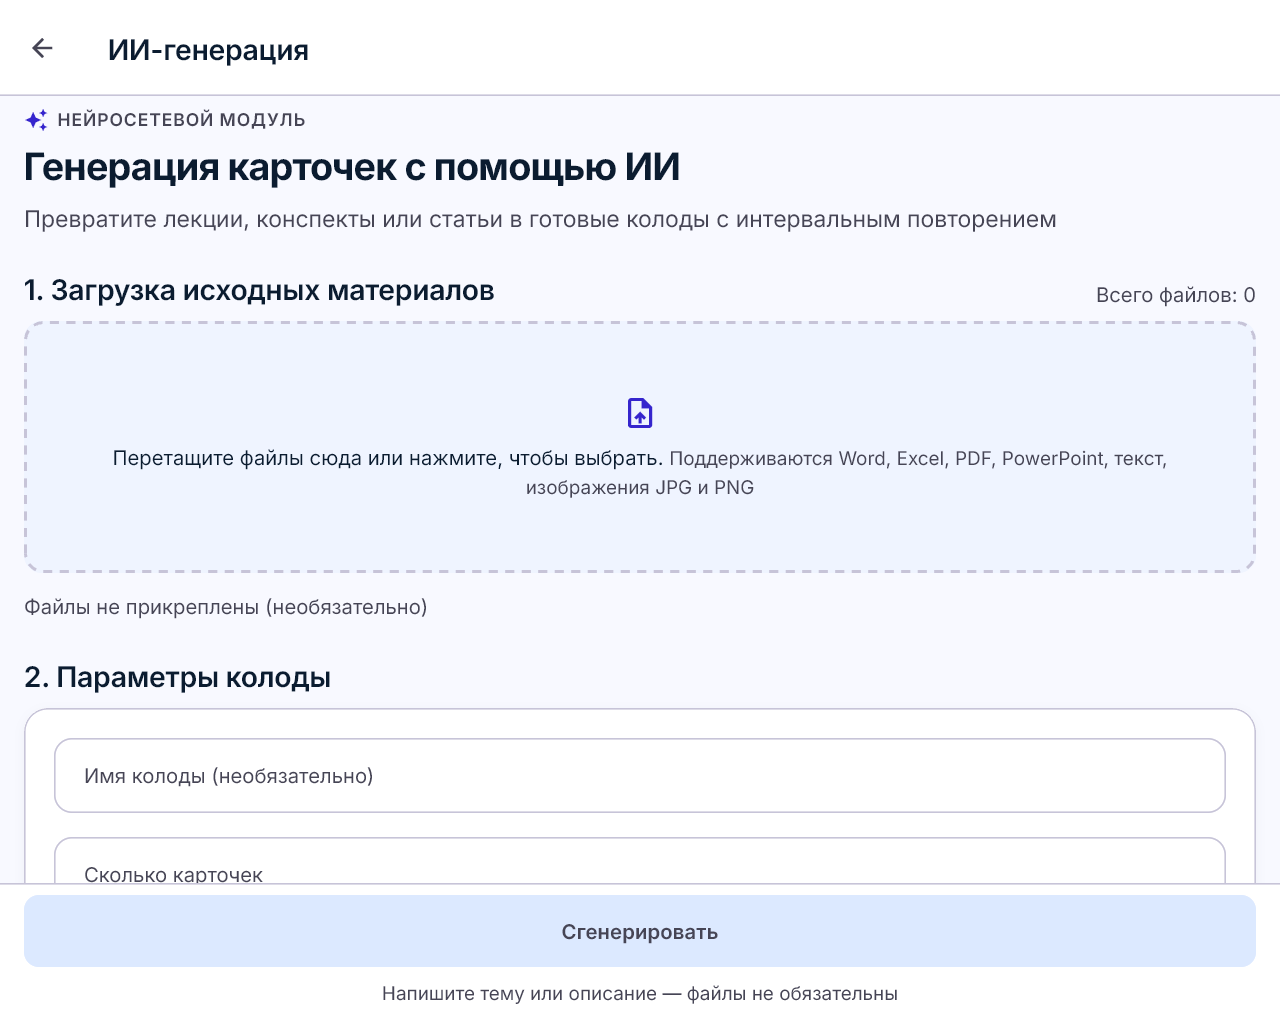 ИИ-генерация
НЕЙРОСЕТЕВОЙ МОДУЛЬ
Генерация карточек с помощью ИИ
Превратите лекции, конспекты или статьи в готовые колоды с интервальным повторением
1. Загрузка исходных материалов
Всего файлов: 0
Перетащите файлы сюда или нажмите, чтобы выбрать. Поддерживаются Word, Excel, PDF, PowerPoint, текст,
изображения JPG и PNG
Файлы не прикреплены (необязательно)
2. Параметры колоды
Имя колоды (необязательно)
Сколько карточек
Сгенерировать
Напишите тему или описание — файлы не обязательны